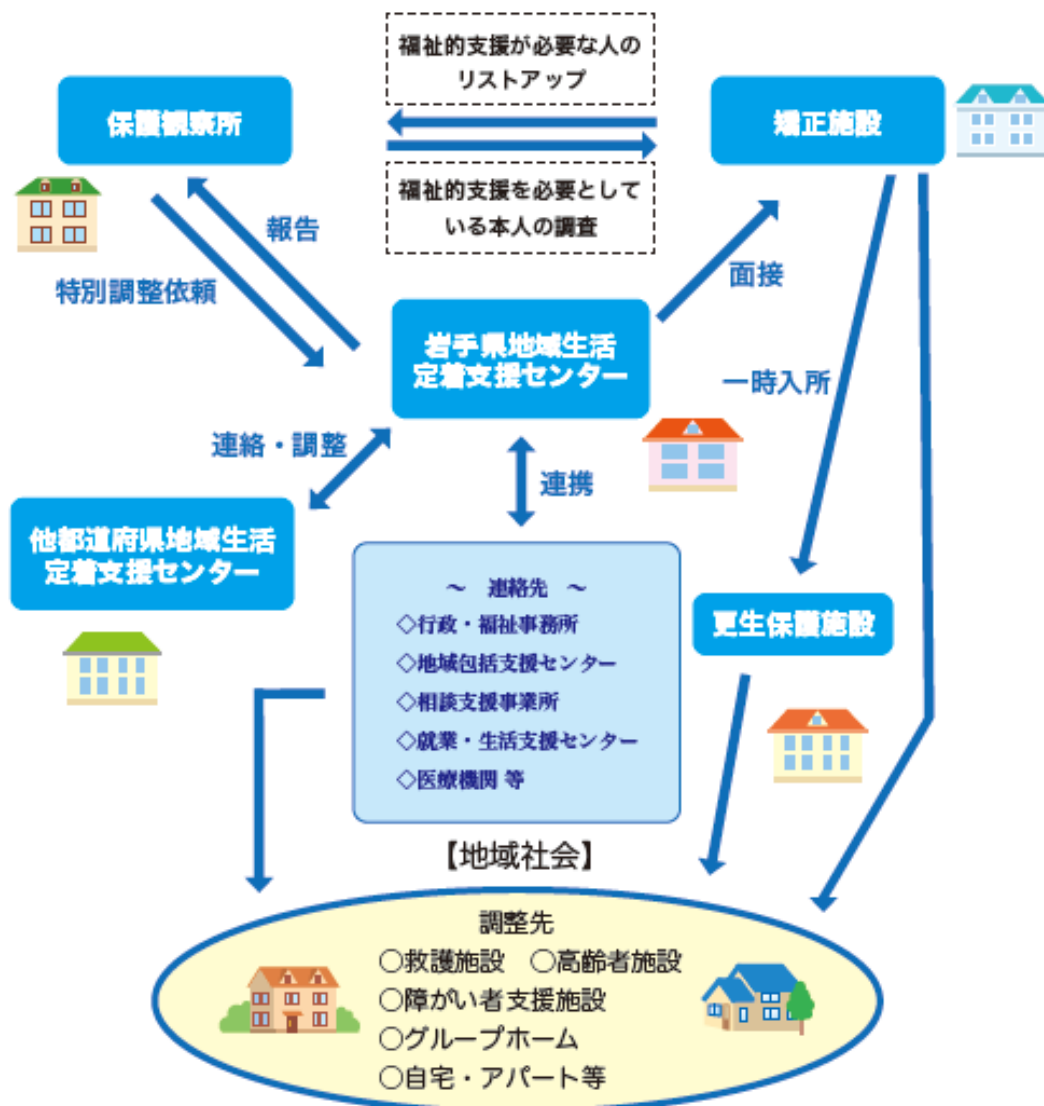 福祉的支援が必要な人の
リストアップ
保護観察所
矯正施設
福祉的支援を必要として
いる本人の調査
報告
特別調整依頼
面接
岩手県地域生活
定着支援センター
一時入所
連絡・調整
連携
他都道府県地域生活
定着支援センター
～ 連絡先 ～
◇行政・福祉事務所
◇地域包括支援センター
◇相談支援事業所
◇就業・生活支援センター
◇医療機関 等
更生保護施設
【地域社会】
調整先
○救護施設 ○高齢者施設
○障がい者支援施設
○グループホーム
○自宅・アパート等